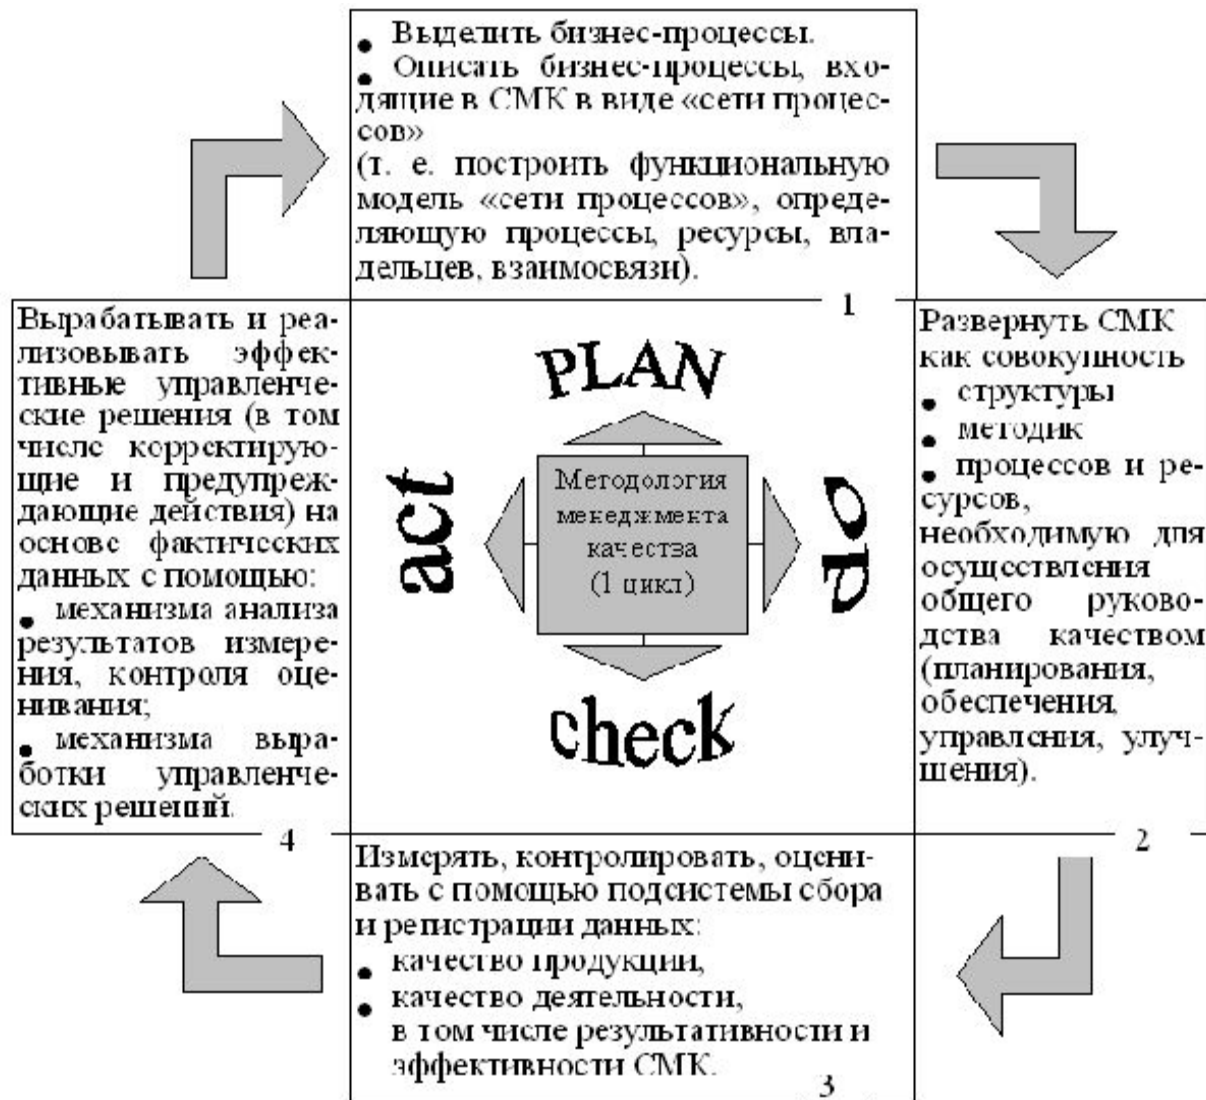 • Выделить бизнес-процессы.
• Описать бизнес-процессы, вхо-
дящие в СМК в виде «сети процес-
сов»
(т. е. построить функциональную
модель «сети процессов», опреде-
ляющую процессы, ресурсы, вла-
дельцев, взаимосвязи).
1
Развернуть СМК
как совокупность
• структуры
• методик
• процессов и ре-
сурсов,
необходимую для
осуществления
общего руковод-
дства качеством
(планирования,
обеспечения,
управления, улуч-
шения).
2
Измерять, контролировать, оцени-
вать с помощью подсистемы сбора
и регистрации данных:
• качество продукции,
• качество деятельности,
в том числе результативности и
эффективности СМК.
3
Вырабатывать и реа-
лизовывать эффек-
тивные управленче-
ские решения (в том
числе корректирую-
щие и предупреж-
дающие действия) на
основе фактических
данных с помощью:
• механизма анализа
результатов измере-
ния, контроля оце-
нивания;
• механизма выра-
ботки управленче-
ских решений.
4
PLAN
do
check
act
Методология
менеджмента
качества
(1 цикл)